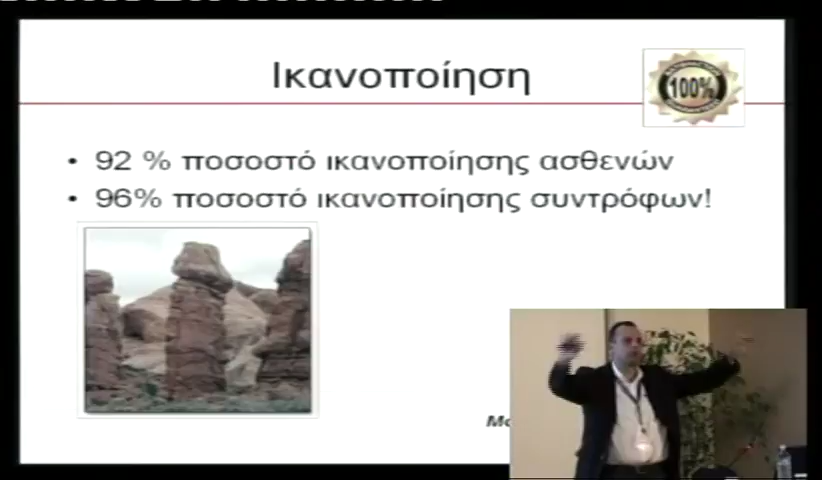 Ικανοποίηση
100%
• 92 % ποσοστό ικανοποίησης ασθενών
• 96% ποσοστό ικανοποίησης συντρόφων!